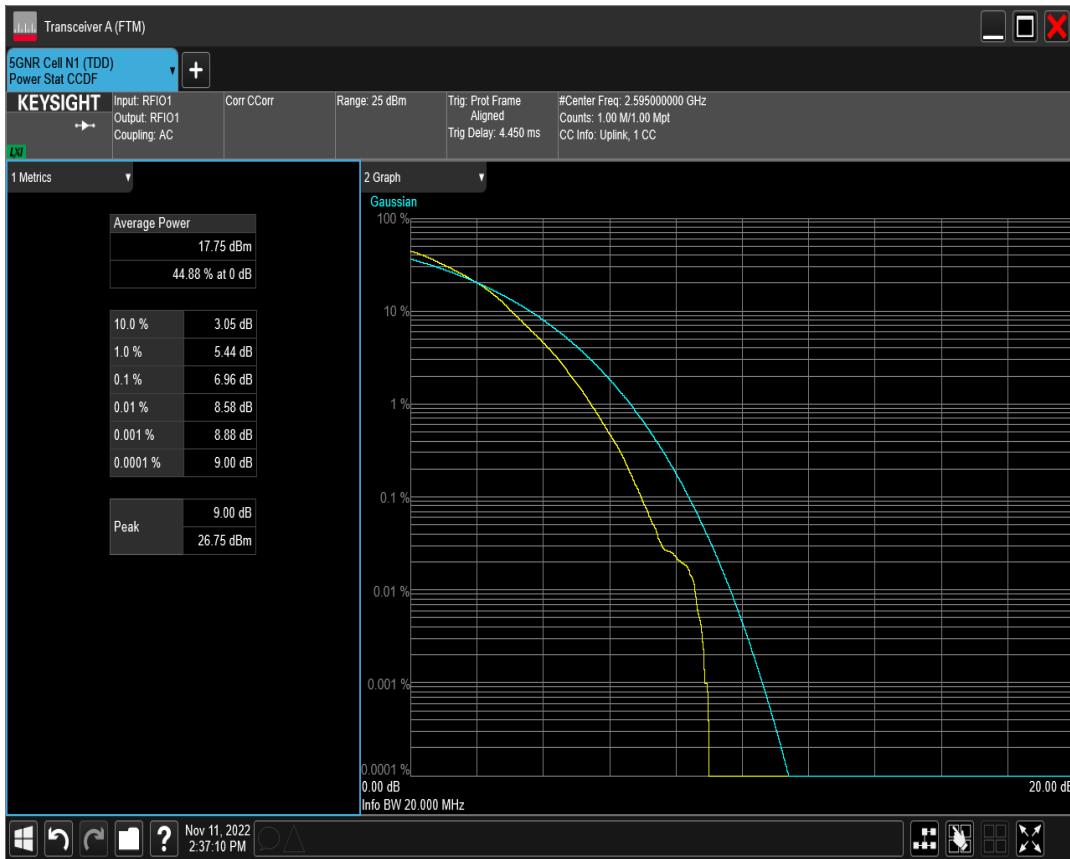 Transceiver A (FTM)
5GNR Cell N1 (TDD)
Power Stat CCDF
+
KEYSIGHT
LXI
Input: RFIO1
Output: RFIO1
Coupling: AC
Corr CCorr
Range: 25 dBm
Trig: Prot Frame
Aligned
Trig Delay: 4.450 ms
#Center Freq: 2.595000000 GHz
Counts: 1.00 M/1.00 Mpt
CC Info: Uplink, 1 CC
1 Metrics
Average Power
17.75 dBm
44.88 % at 0 dB
10.0 % 3.05 dB
1.0 % 5.44 dB
0.1 % 6.96 dB
0.01 % 8.58 dB
0.001 % 8.88 dB
0.0001 % 9.00 dB
Peak
9.00 dB
26.75 dBm
2 Graph
Gaussian
100 %
10 %
1 %
0.1 %
0.01 %
0.001 %
0.0001 %
0.00 dB
20.00 dB
Info BW 20.000 MHz
?
Nov 11, 2022
2:37:10 PM